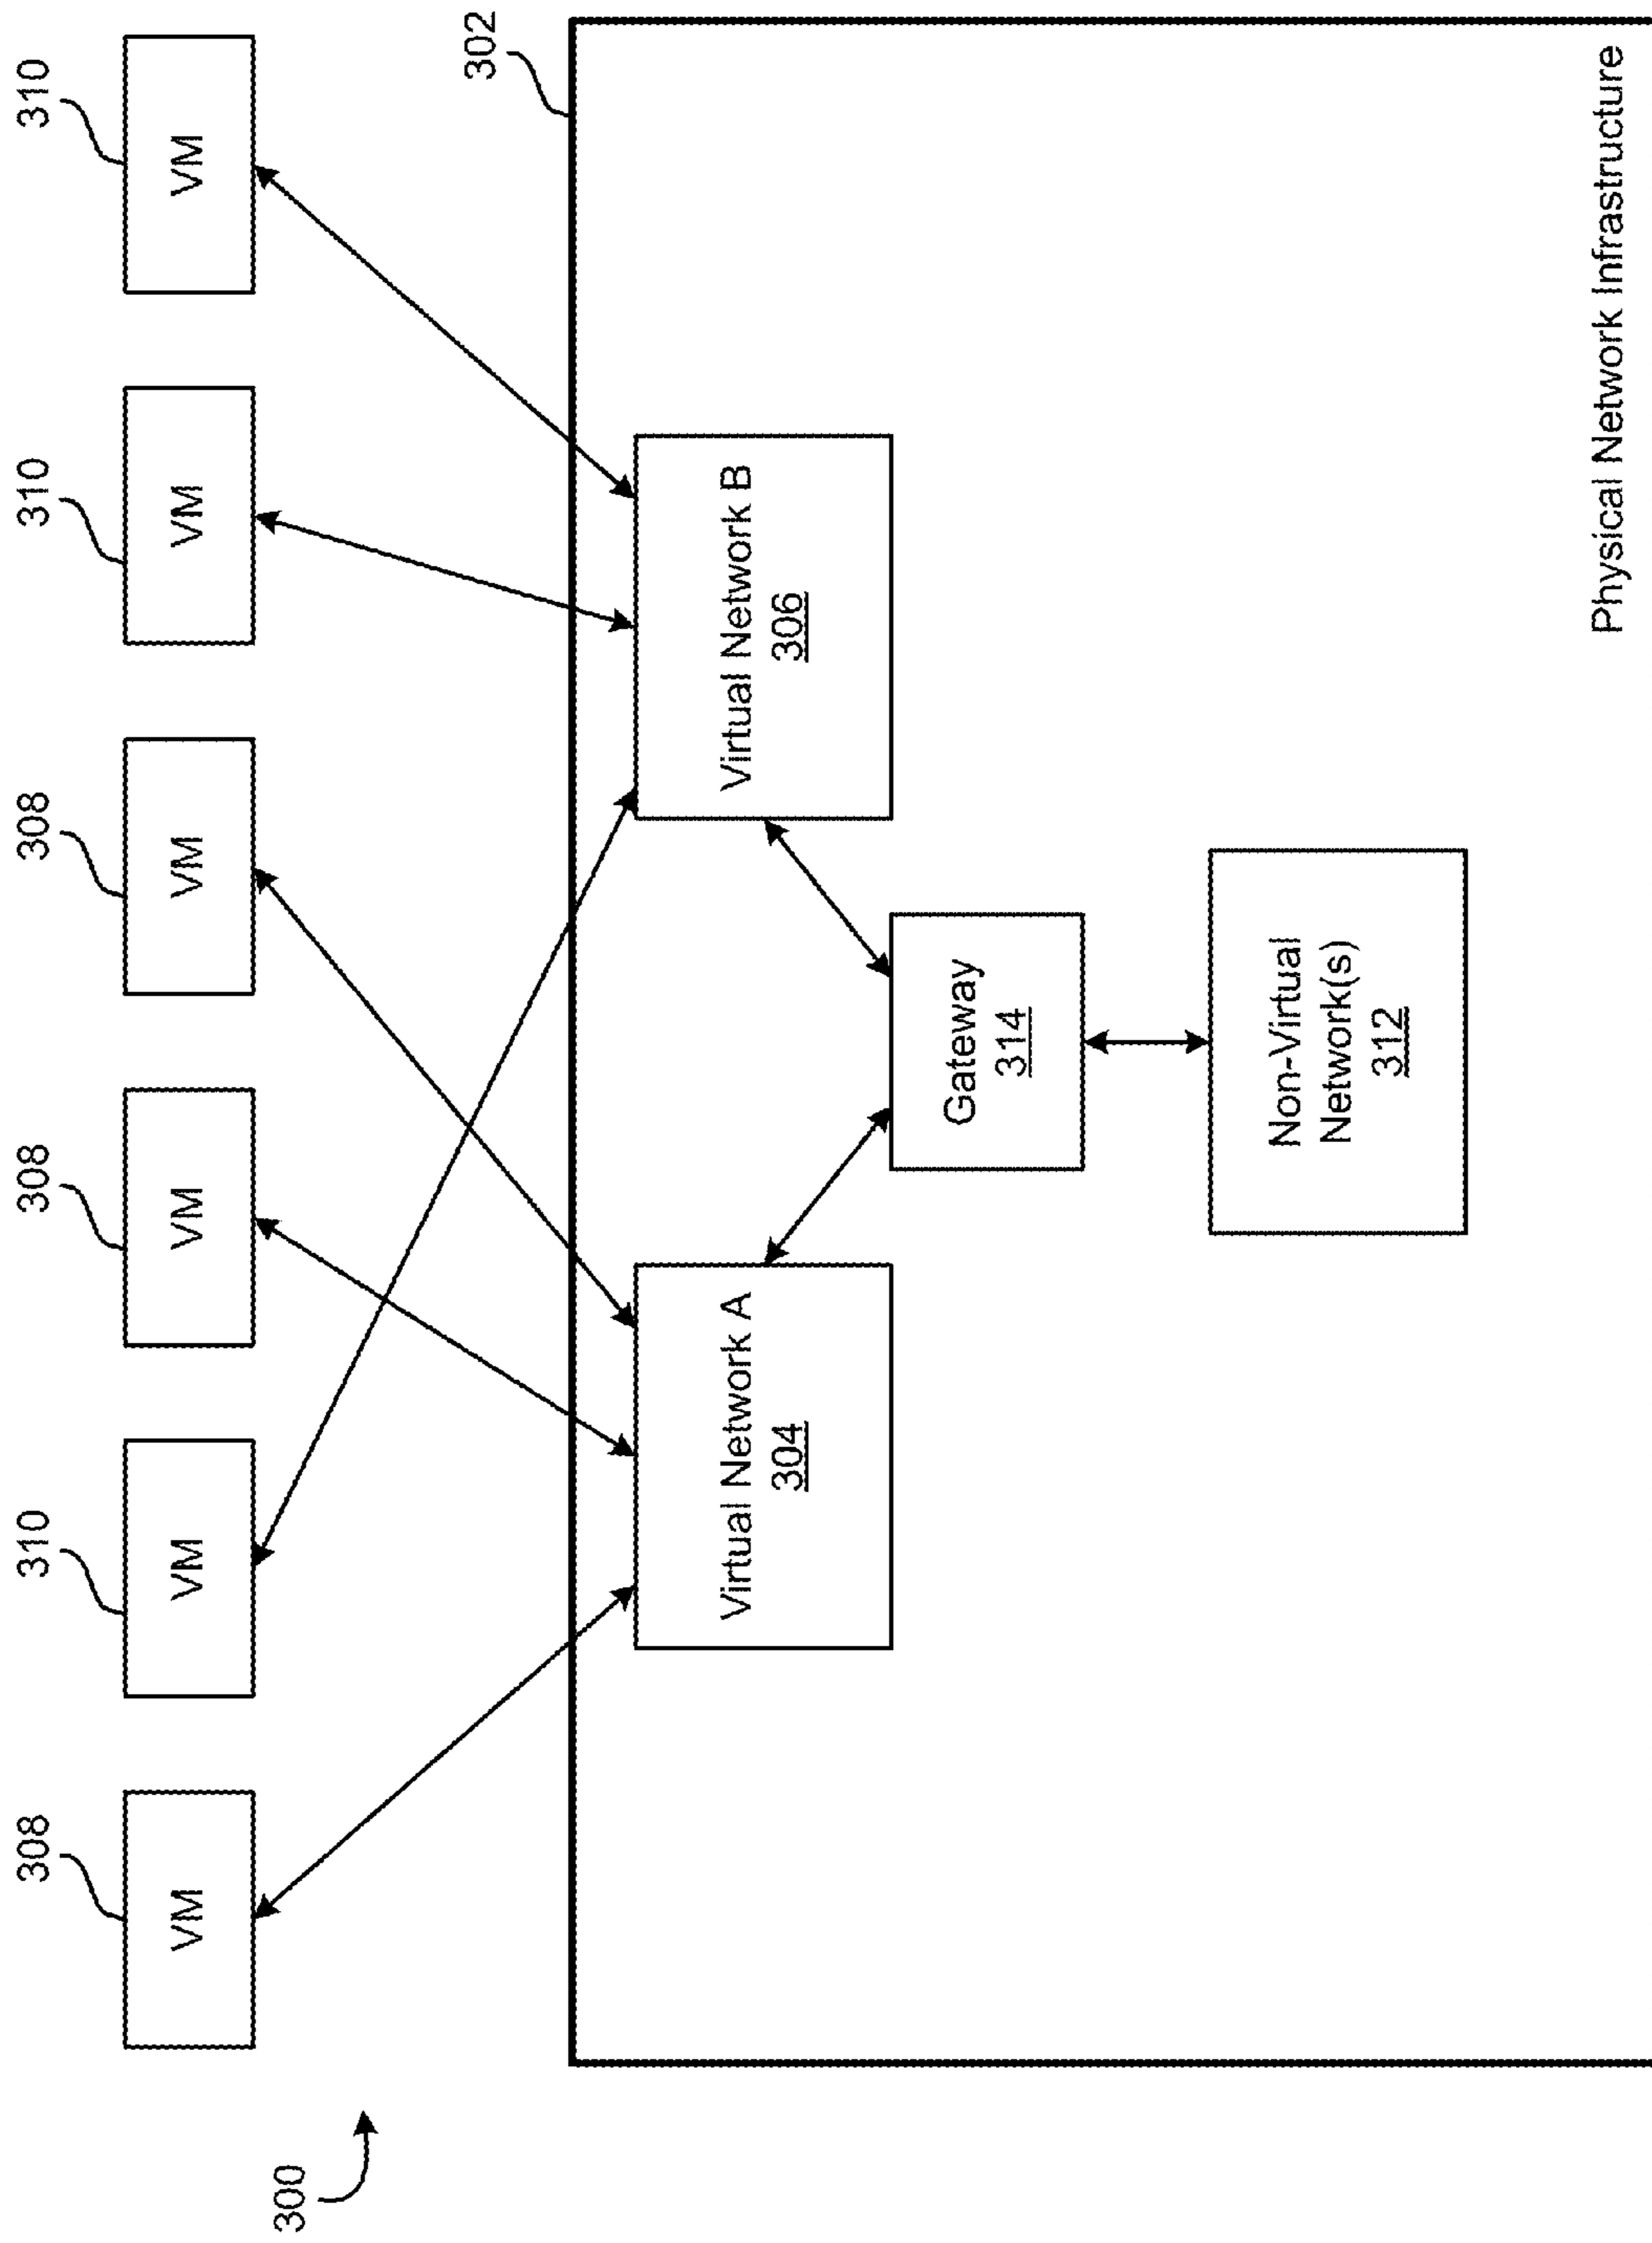 300
308
310
308
308
310
310
VM
VM
VM
VM
VM
VM
302
Virtual Network A
304
Virtual Network B
306
Gateway
314
Non-Virtual
Network(s)
312
Physical Network Infrastructure